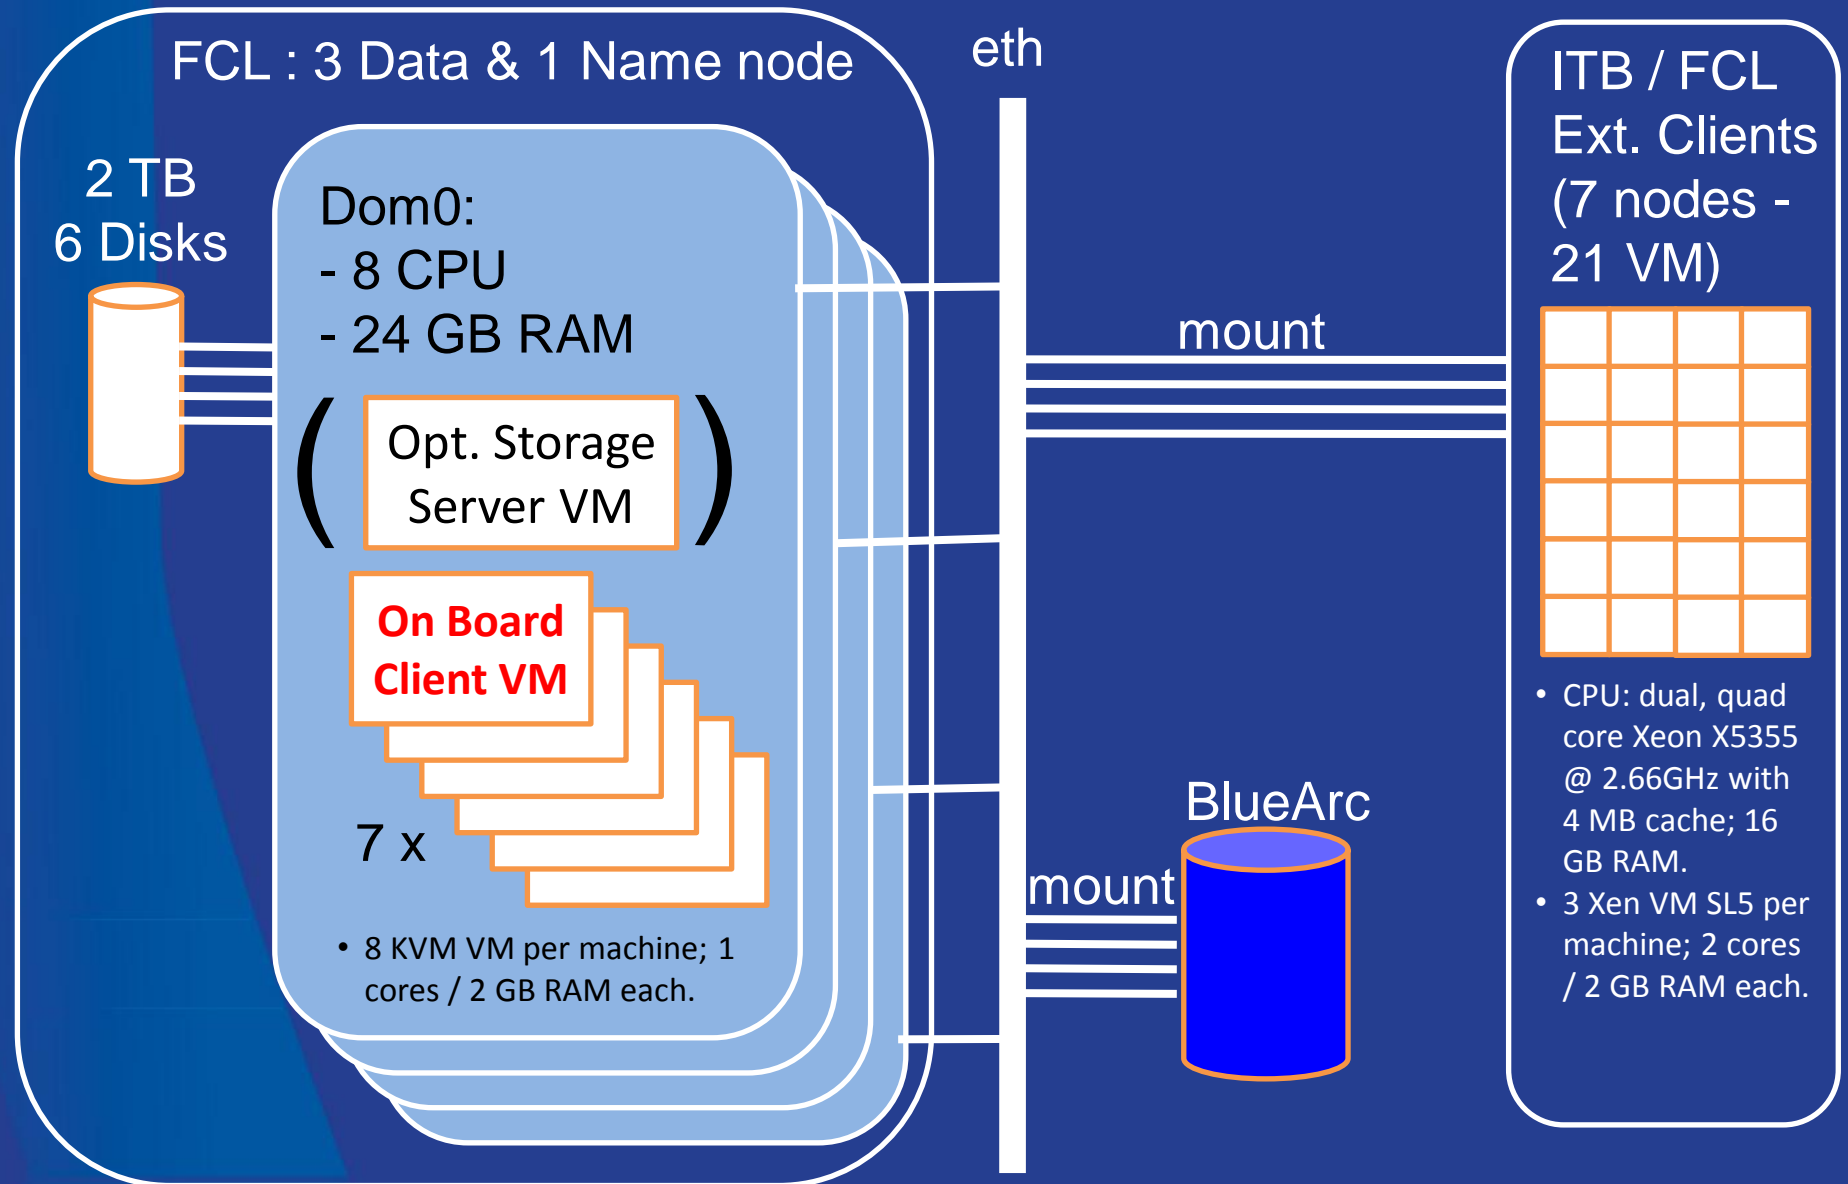 FCL : 3 Data & 1 Name node
2 TB
6 Disks
Dom0:
- 8 CPU
- 24 GB RAM
(
Opt. Storage
Server VM
)
On Board
Client VM
7 x
• 8 KVM VM per machine; 1
cores / 2 GB RAM each.
eth
mount
BlueArc
mount
ITB / FCL
Ext. Clients
(7 nodes -
21 VM)
• CPU: dual, quad
core Xeon X5355
@ 2.66GHz with
4 MB cache; 16
GB RAM.
• 3 Xen VM SL5 per
machine; 2 cores
/ 2 GB RAM each.